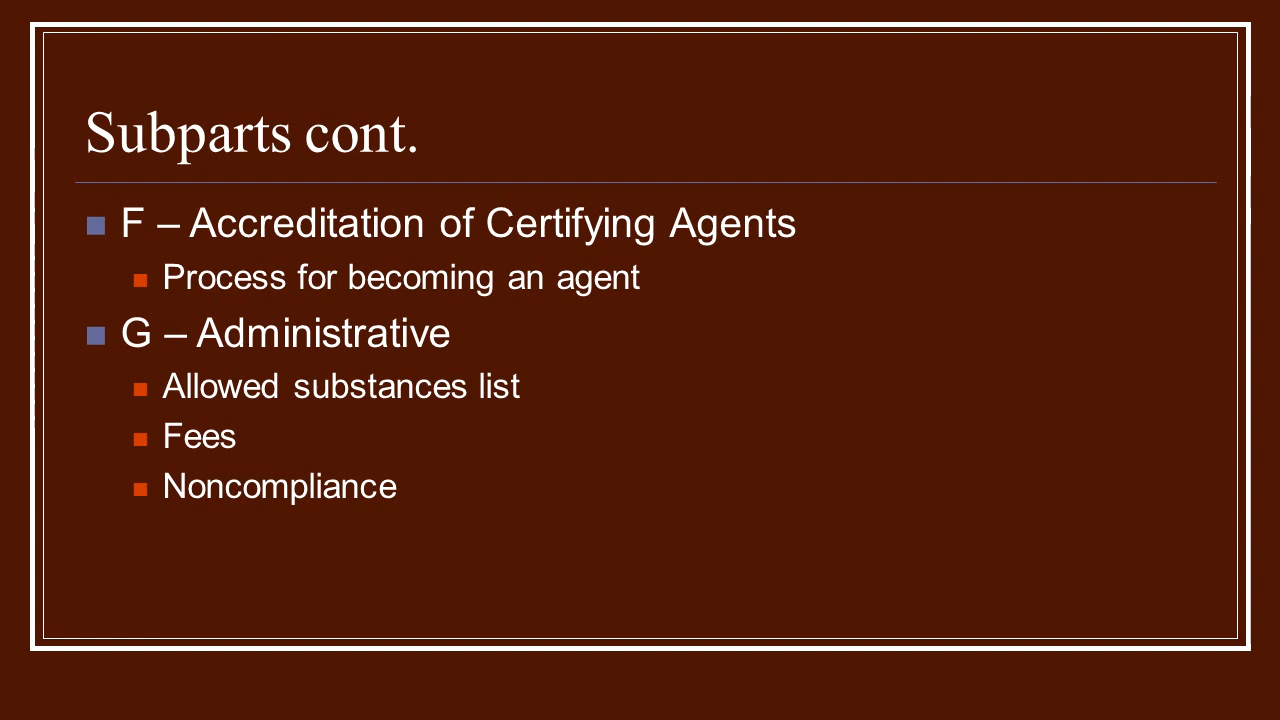 Subparts cont.
F – Accreditation of Certifying Agents
Process for becoming an agent
G – Administrative
Allowed substances list
Fees
Noncompliance